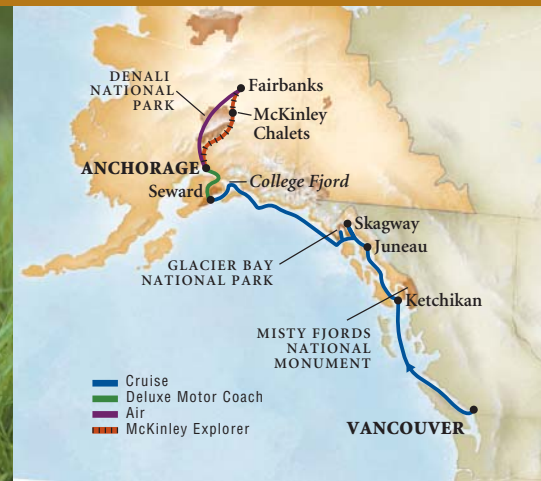 DENALI
NATIONAL
PARK
Fairbanks
McKinley
Chalets
ANCHORAGE
Seward
College Fjord
Skagway
Juneau
GLACIER BAY
NATIONAL PARK
Ketchikan
MISTY FJORDS
NATIONAL
MONUMENT
VANCOUVER
Cruise
Deluxe Motor Coach
Air
McKinley Explorer